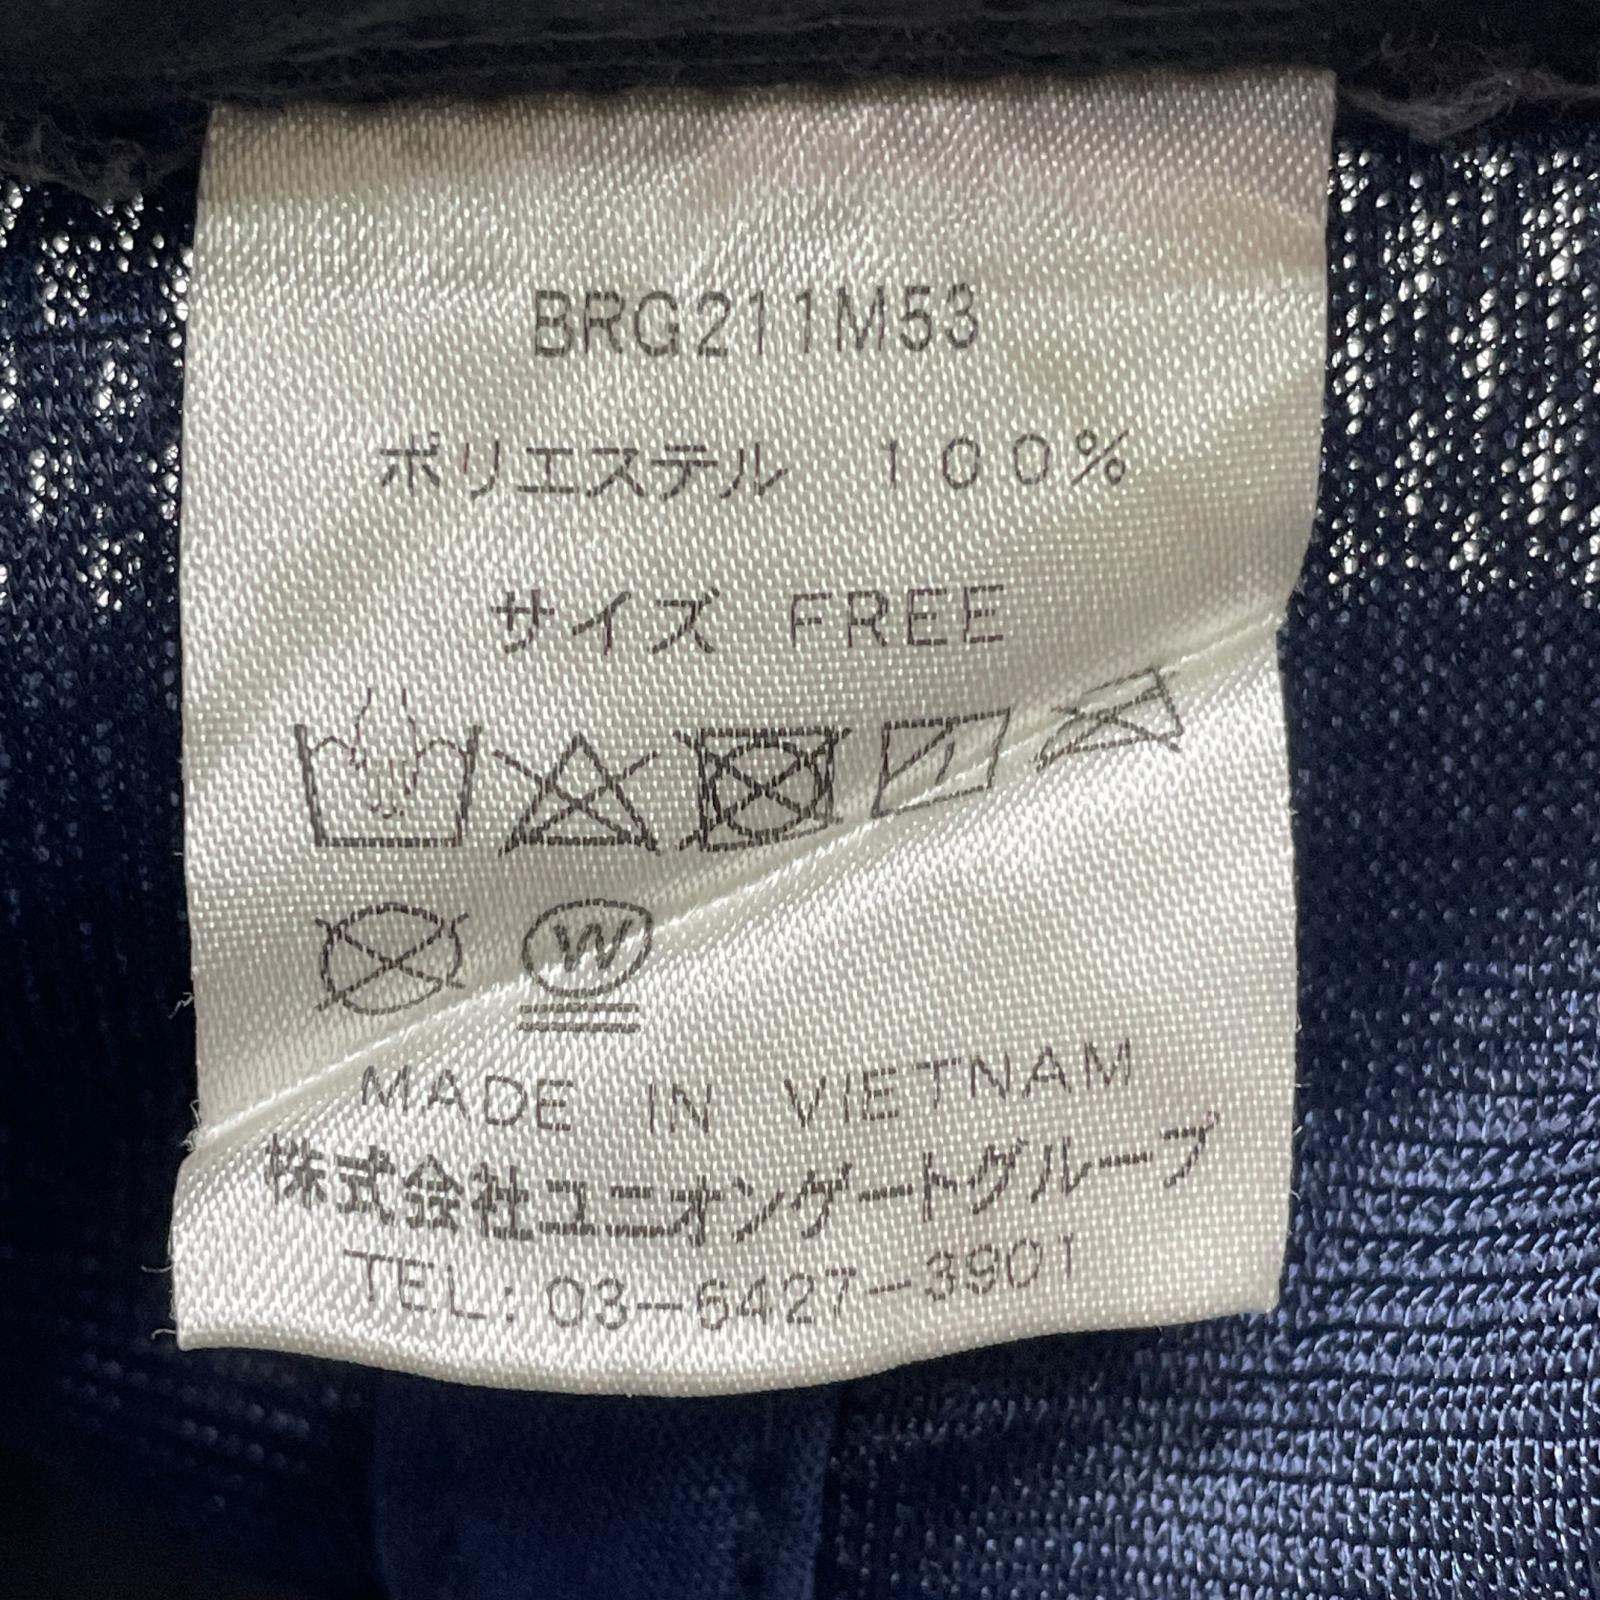 BRG211M53
ポリエステル 100%
サイズ FREE
W
MADE IN VIETNAM
株式会社ユニオンゲートグループ
TEL: 03-6427-3901